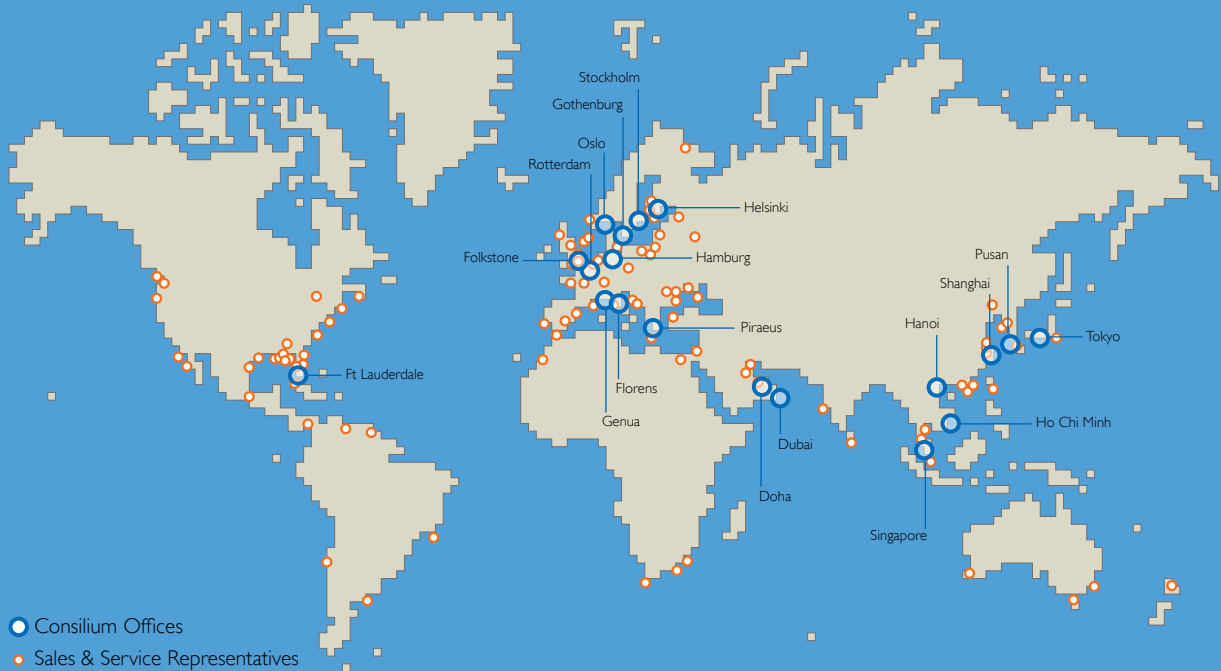 Stockholm
Gothenburg
Oslo
Rotterdam
Helsinki
Folkstone
Hamburg
Pusan
Shanghai
Hanoi
Piraeus
Tokyo
Ft Lauderdale
Florens
Genua
Ho Chi Minh
Dubai
Doha
Singapore
Consilium Offices
Sales & Service Representatives